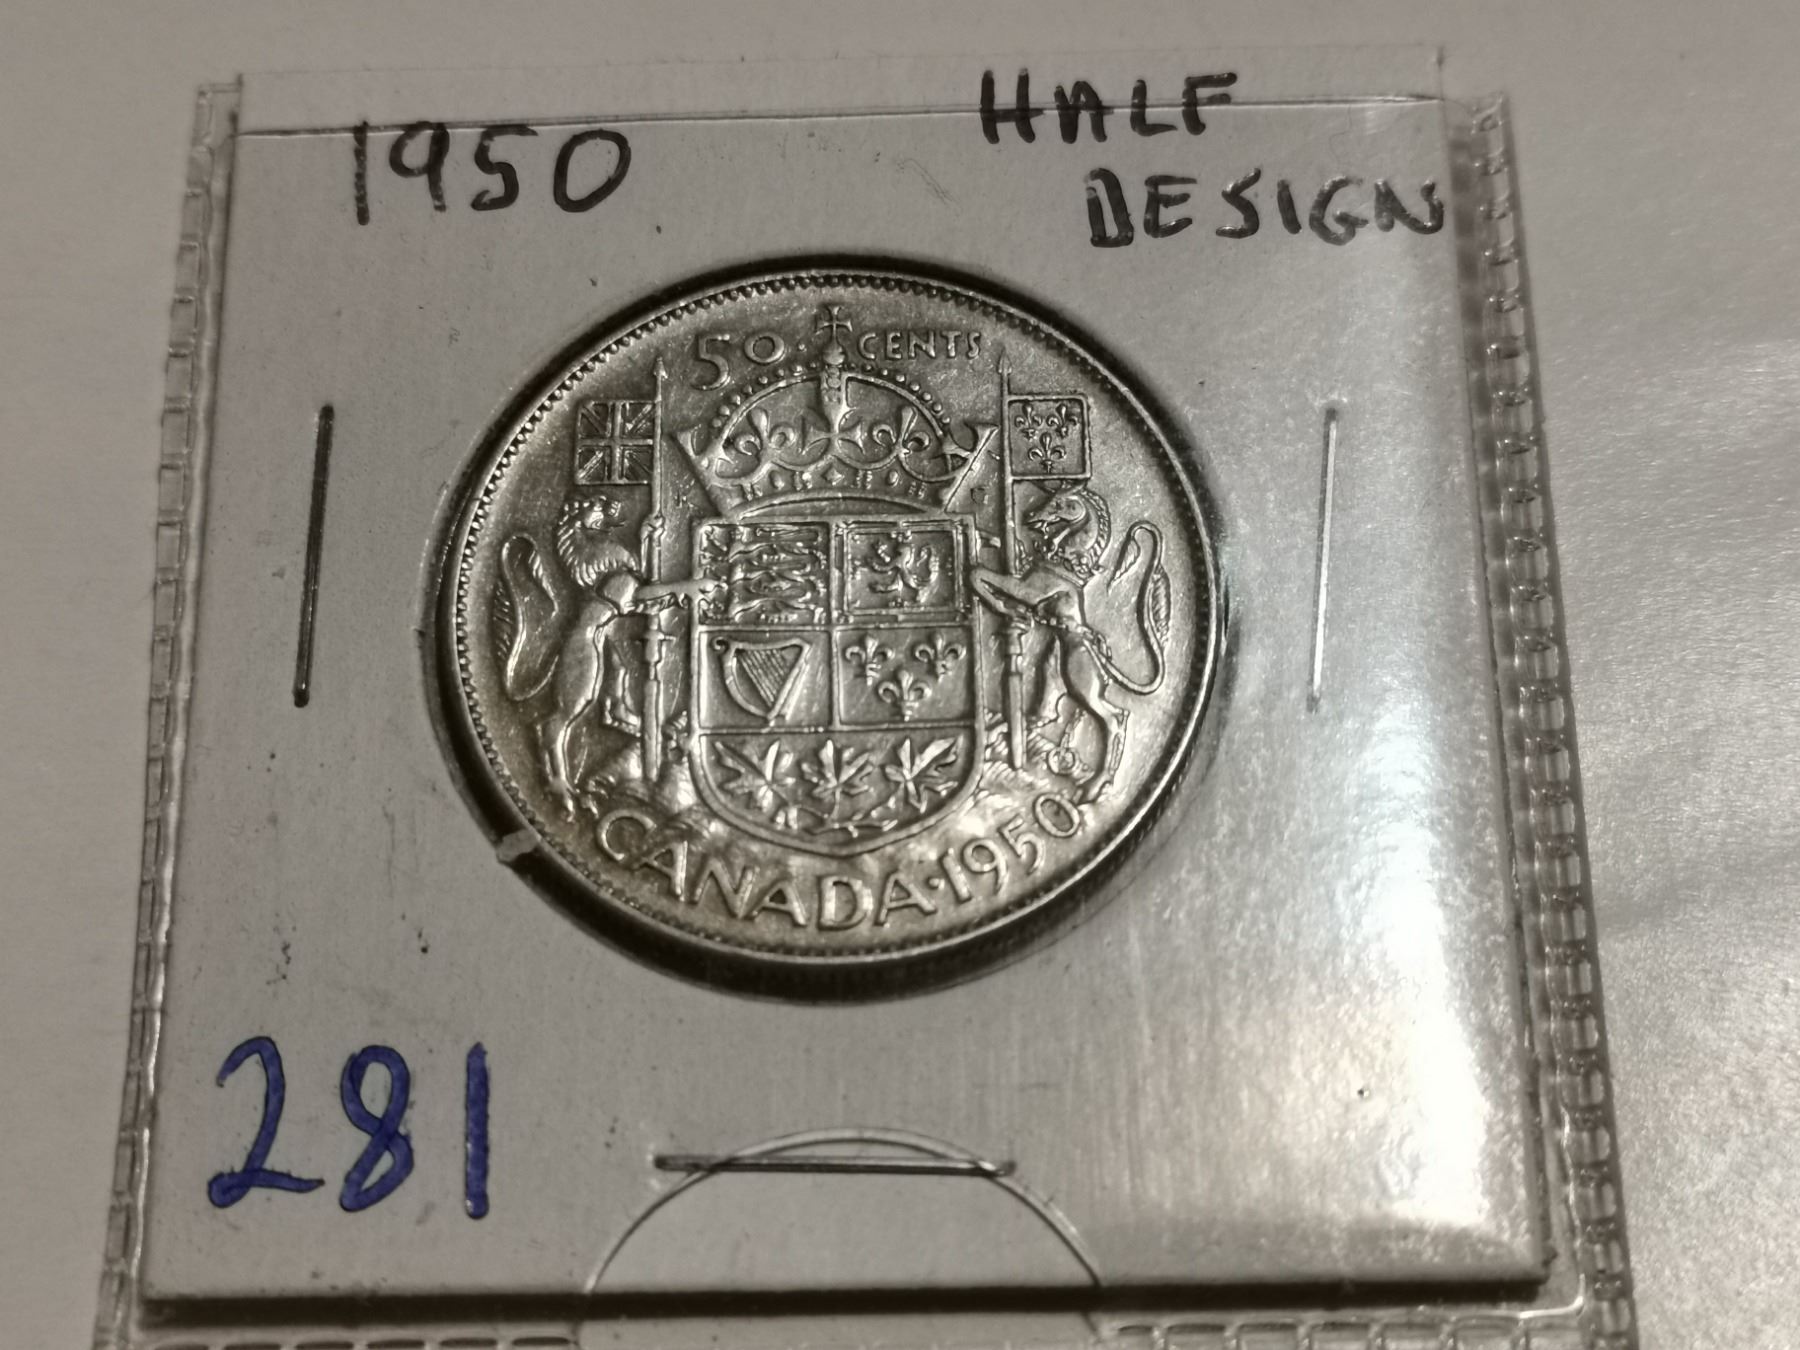 1950
HALF
DESIGN
50 · CENTS
K G
CANADA · 1950
281